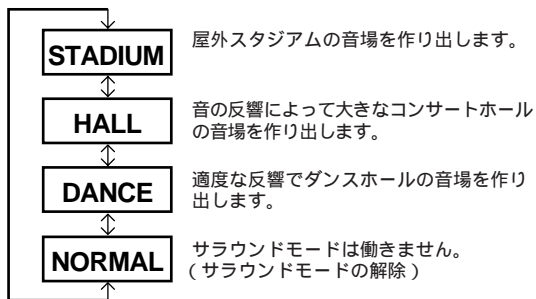 STADIUM
屋外スタジアムの音場を作り出します。
HALL
音の反響によって大きなコンサートホール
の音場を作り出します。
DANCE
適度な反響でダンスホールの音場を作り
出します。
NORMAL
サラウンドモードは働きません。
(サラウンドモードの解除)